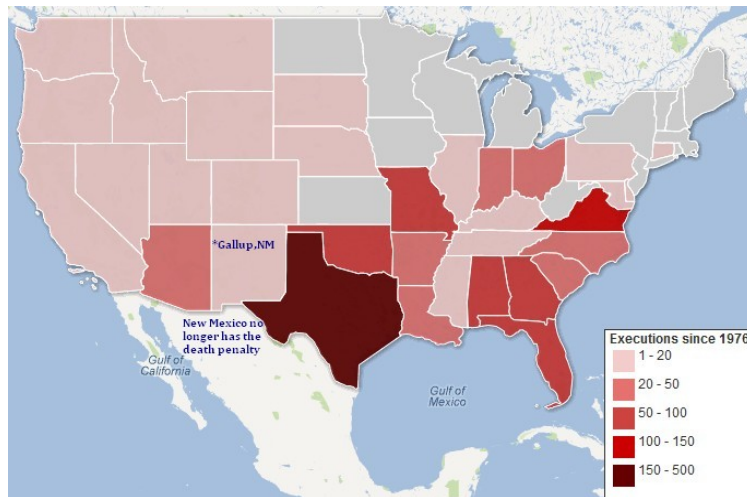 *Gallup,NM
New Mexico no
longer has the
death penalty
Gulf of
California
Gulf of
Mexico
Executions since 1976
1 - 20
20 - 50
50 - 100
100 - 150
150 - 500